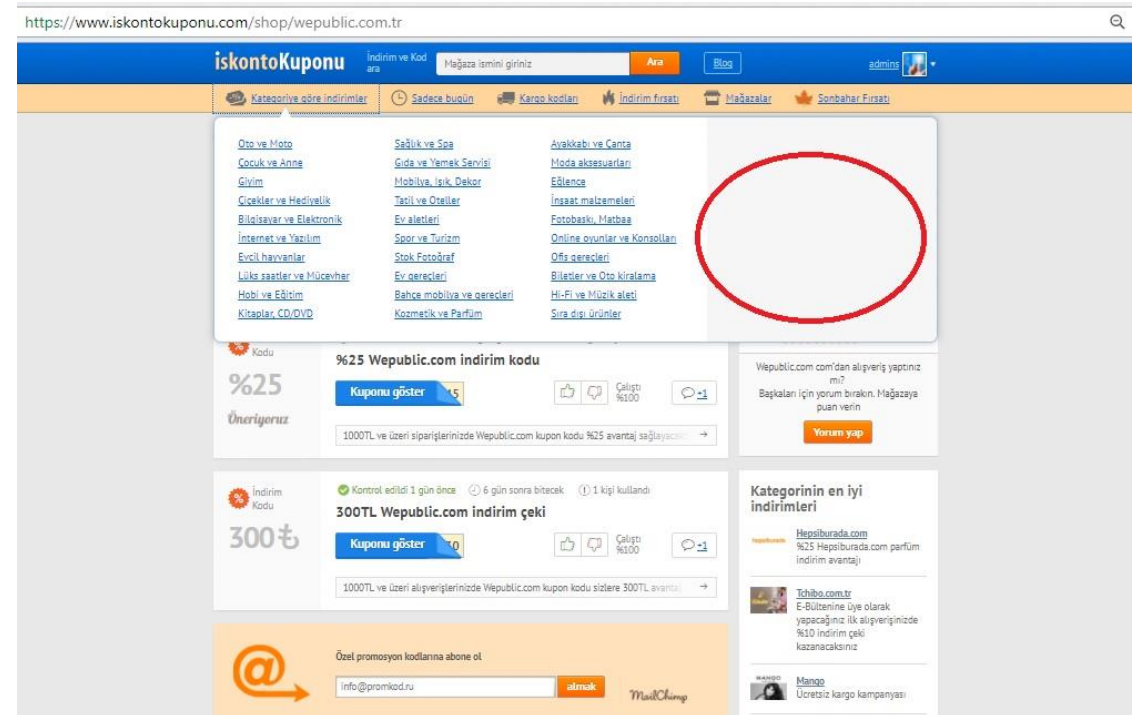 https://www.iskontokuponu.com/shop/wepublic.com.tr
iskontoKuponu
İndirim ve Kod
ara
Mağaza ismini giriniz
Ara
Blog
admins
Kategoriye göre indirimler
Sadece bugün
Kargo kodları
İndirim fırsatı
Mağazalar
Sonbahar Fırsatı
Oto ve Moto
Çocuk ve Anne
Giyim
Çiçekler ve Hediyelik
Bilgisayar ve Elektronik
İnternet ve Yazılım
Evcil hayvanlar
Lüks saatler ve Mücevher
Hobi ve Eğitim
Kitaplar, CD/DVD
Sağlık ve Spa
Gıda ve Yemek Servisi
Mobilya, Işık, Dekor
Tatil ve Oteller
Ev aletleri
Spor ve Turizm
Stok Fotoğraf
Ev gereçleri
Bahçe mobilya ve gereçleri
Kozmetik ve Parfüm
Ayakkabı ve Çanta
Moda aksesuarları
Eğlence
İnşaat malzemeleri
Fotobaskı, Matbaa
Online oyunlar ve Konsolları
Ofis gereçleri
Biletler ve Oto kiralama
Hi-Fi ve Müzik aleti
Sıra dışı ürünler
Kodu
%25
Öneriyoruz
%25 Wepublic.com indirim kodu
Kuponu göster
15
Çalıştı
%100
+1
1000TL ve üzeri siparişlerinizde Wepublic.com kupon kodu %25 avantaj
Wepublic.com com'dan alışveriş yaptınız
mı?
Başkaları için yorum bırakın. Mağazaya
puan verin
Yorum yap
İndirim
Kodu
300₺
Kontrol edildi 1 gün önce
6 gün sonra bitecek
1 kişi kullandı
300TL Wepublic.com indirim çeki
Kuponu göster
Çalıştı
%100
+1
1000TL ve üzeri alışverişlerinizde Wepublic.com kupon kodu sizlere 300TL
Kategorinin en iyi
indirimleri
Hepsiburada.com
%25 Hepsiburada.com parfüm
indirim avantajı
Tchibo.com.tr
E-Bültenine üye olarak
yapacağınız ilk alışverişinizde
%10 indirim çeki
kazanacaksınız
MANGO
Mango
Ücretsiz kargo kampanyası
@
Özel promosyon kodlarına abone ol
info@promkod.ru
almak
MailChimp